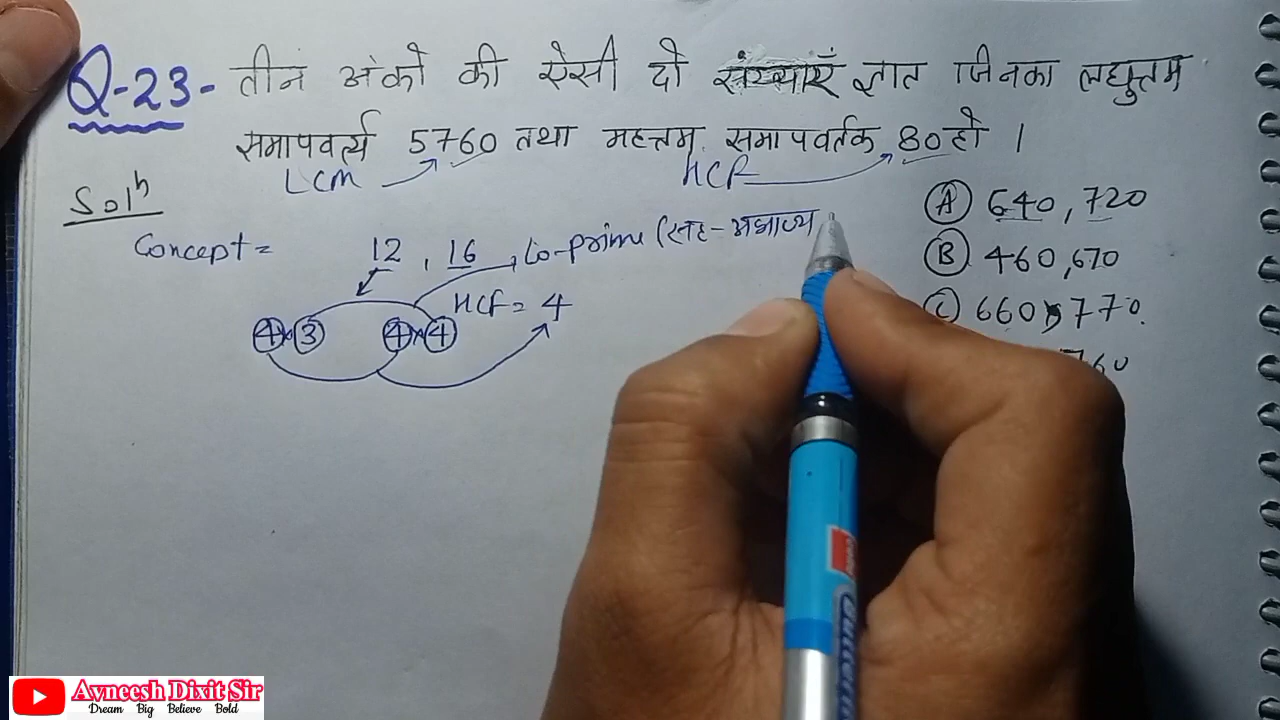 Q-23- तीन अंको की ऐसी दो संख्याएँ ज्ञात जिनका लघुत्तम
समापवर्त्य 5760 तथा महत्तम समापवर्तक 80 हो ।
LCM HCF
Solⁿ
Concept = 12 , 16 , Co-prime (सह-अभाज्य
HCF = 4
4×3 4×4
(A) 640, 720
(B) 460, 670
(C) 660, 770.
760
Avneesh Dixit Sir
Dream Big Believe Bold